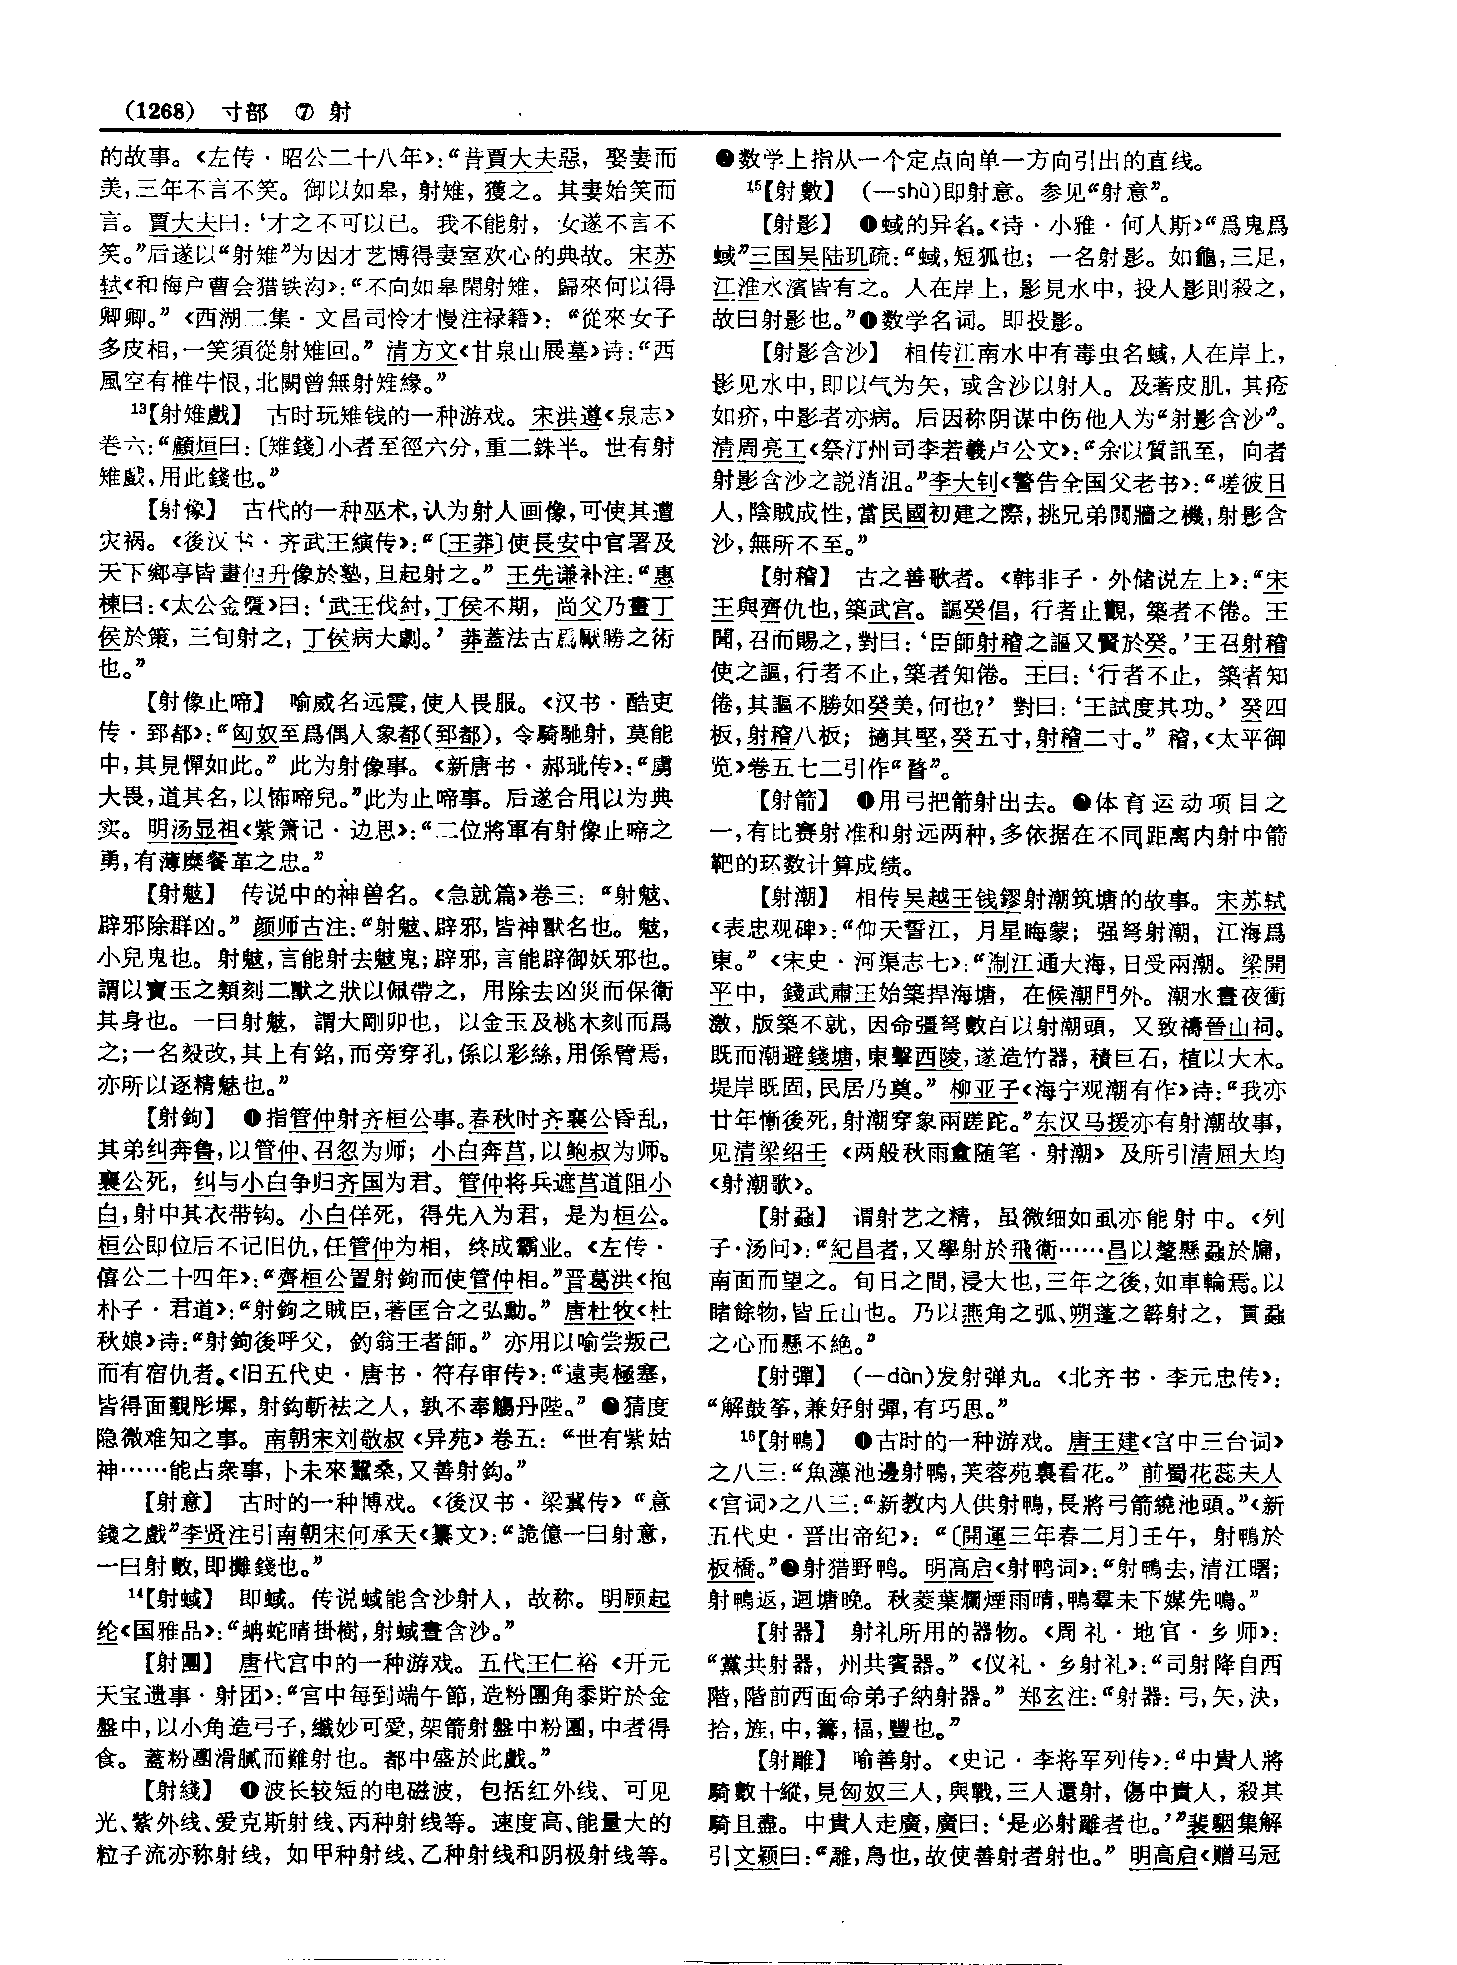 (1268) 寸部 ⑦ 射
的故事。《左传·昭公二十八年》：“昔賈大夫惡，娶妻而
美，三年不言不笑。御以如皋，射雉，獲之。其妻始笑而
言。賈大夫曰：‘才之不可以已。我不能射，女遂不言不
笑。”后遂以“射雉”为因才艺博得妻室欢心的典故。宋苏
轼《和梅户曹会猎铁沟》：“不向如皋閑射雉，歸來何以得
卿卿。”《西湖二集·文昌司怜才慢注禄籍》：“從來女子
多皮相，一笑須從射雉回。”清方文《甘泉山展墓》诗：“西
風空有椎牛恨，北闕曾無射雉緣。”
13【射雉戲】 古时玩雉钱的一种游戏。宋洪遵《泉志》
卷六：“顧烜曰：〔雉錢〕小者至徑六分，重二銖半。世有射
雉戲，用此錢也。”
【射像】 古代的一种巫术，认为射人画像，可使其遭
灾祸。《後汉书·齐武王縯传》：“〔王莽〕使長安中官署及
天下鄉亭皆畫伯升像於塾，旦起射之。”王先谦补注：“惠
棟曰：《太公金匱》曰：‘武王伐紂，丁侯不期，尚父乃畫丁
侯於策，三旬射之，丁侯病大劇。’莽蓋法古爲厭勝之術
也。”
【射像止啼】 喻威名远震，使人畏服。《汉书·酷吏
传·郅都》：“匈奴至爲偶人象都（郅都），令騎馳射，莫能
中，其見憚如此。”此为射像事。《新唐书·郝玭传》：“虜
大畏，道其名，以怖啼兒。”此为止啼事。后遂合用以为典
实。明汤显祖《紫箫记·边思》：“二位將軍有射像止啼之
勇，有薄糜餐革之忠。”
【射鬾】 传说中的神兽名。《急就篇》卷三：“射鬾、
辟邪除群凶。”颜师古注：“射鬾、辟邪，皆神獸名也。鬾，
小兒鬼也。射鬾，言能射去鬾鬼；辟邪，言能辟御妖邪也。
謂以寶玉之類刻二獸之狀以佩帶之，用除去凶災而保衛
其身也。一曰射鬾，謂大剛卯也，以金玉及桃木刻而爲
之；一名㲃改，其上有銘，而旁穿孔，係以彩絲，用係臂焉，
亦所以逐精魅也。”
【射鉤】 ❶指管仲射齐桓公事。春秋时齐襄公昏乱，
其弟纠奔鲁，以管仲、召忽为师；小白奔莒，以鲍叔为师。
襄公死，纠与小白争归齐国为君。管仲将兵遮莒道阻小
白，射中其衣带钩。小白佯死，得先入为君，是为桓公。
桓公即位后不记旧仇，任管仲为相，终成霸业。《左传·
僖公二十四年》：“齊桓公置射鉤而使管仲相。”晋葛洪《抱
朴子·君道》：“射鉤之賊臣，著匡合之弘勳。”唐杜牧《杜
秋娘》诗：“射鉤後呼父，釣翁王者師。”亦用以喻尝叛己
而有宿仇者。《旧五代史·唐书·符存审传》：“遠夷極塞，
皆得面覲彤墀，射鉤斬袪之人，孰不奉觴丹陛。”❷猜度
隐微难知之事。南朝宋刘敬叔《异苑》卷五：“世有紫姑
神……能占衆事，卜未來蠶桑，又善射鉤。”
【射意】 古时的一种博戏。《後汉书·梁冀传》“意
錢之戲”李贤注引南朝宋何承天《纂文》：“詭億一曰射意，
一曰射數，即攤錢也。”
14【射蜮】 即蜮。传说蜮能含沙射人，故称。明顾起
纶《国雅品》：“蚺蛇晴掛樹，射蜮晝含沙。”
【射團】 唐代宫中的一种游戏。五代王仁裕《开元
天宝遗事·射团》：“宫中每到端午節，造粉團角黍貯於金
盤中，以小角造弓子，纖妙可愛，架箭射盤中粉團，中者得
食。蓋粉團滑膩而難射也。都中盛於此戲。”
【射綫】 ❶波长较短的电磁波，包括红外线、可见
光、紫外线、爱克斯射线、丙种射线等。速度高、能量大的
粒子流亦称射线，如甲种射线、乙种射线和阴极射线等。
❷数学上指从一个定点向单一方向引出的直线。
15【射數】 （—shù）即射意。参见“射意”。
【射影】 ❶蜮的异名。《诗·小雅·何人斯》“爲鬼爲
蜮”三国吴陆玑疏：“蜮，短狐也；一名射影。如龜，三足，
江淮水濱皆有之。人在岸上，影見水中，投人影則殺之，
故曰射影也。”❶数学名词。即投影。
【射影含沙】 相传江南水中有毒虫名蜮，人在岸上，
影见水中，即以气为矢，或含沙以射人。及著皮肌，其疮
如疥，中影者亦病。后因称阴谋中伤他人为“射影含沙”。
清周亮工《祭汀州司李若羲卢公文》：“余以質訊至，向者
射影含沙之説消沮。”李大钊《警告全国父老书》：“嗟彼日
人，陰賊成性，當民國初建之際，挑兄弟鬩牆之機，射影含
沙，無所不至。”
【射稽】 古之善歌者。《韩非子·外储说左上》：“宋
王與齊仇也，築武宫。謳癸倡，行者止觀，築者不倦。王
聞，召而賜之，對曰：‘臣師射稽之謳又賢於癸。’王召射稽
使之謳，行者不止，築者知倦。王曰：‘行者不止，築者知
倦，其謳不勝如癸美，何也？’對曰：‘王試度其功。’癸四
板，射稽八板；擿其堅，癸五寸，射稽二寸。”稽，《太平御
览》卷五七二引作“䅲”。
【射箭】 ❶用弓把箭射出去。❷体育运动项目之
一，有比赛射准和射远两种，多依据在不同距离内射中箭
靶的环数计算成绩。
【射潮】 相传吴越王钱鏐射潮筑塘的故事。宋苏轼
《表忠观碑》：“仰天誓江，月星晦蒙；强弩射潮，江海爲
東。”《宋史·河渠志七》：“浙江通大海，日受兩潮。梁開
平中，錢武肅王始築捍海塘，在候潮門外。潮水晝夜衝
激，版築不就，因命彊弩數百以射潮頭，又致禱晉山祠。
既而潮避錢塘，東擊西陵，遂造竹器，積巨石，植以大木。
堤岸既固，民居乃奠。”柳亚子《海宁观潮有作》诗：“我亦
廿年慚後死，射潮穿象兩蹉跎。”东汉马援亦有射潮故事，
见清梁绍壬《两般秋雨盦随笔·射潮》及所引清屈大均
《射潮歌》。
【射蝨】 谓射艺之精，虽微细如虱亦能射中。《列
子·汤问》：“紀昌者，又學射於飛衛……昌以氂懸蝨於牖，
南面而望之。旬日之間，浸大也，三年之後，如車輪焉。以
睹餘物，皆丘山也。乃以燕角之弧、朔蓬之簳射之，貫蝨
之心而懸不絶。”
【射彈】 （—dàn）发射弹丸。《北齐书·李元忠传》：
“解鼓筝，兼好射彈，有巧思。”
16【射鴨】 ❶古时的一种游戏。唐王建《宫中三台词》
之八三：“魚藻池邊射鴨，芙蓉苑裏看花。”前蜀花蕊夫人
《宫词》之八三：“新教内人供射鴨，長將弓箭繞池頭。”《新
五代史·晋出帝纪》：“〔開運三年春二月〕壬午，射鴨於
板橋。”❷射猎野鸭。明高启《射鸭词》：“射鴨去，清江曙；
射鴨返，迴塘晚。秋菱葉爛煙雨晴，鴨羣未下媒先鳴。”
【射器】 射礼所用的器物。《周礼·地官·乡师》：
“黨共射器，州共賓器。”《仪礼·乡射礼》：“司射降自西
階，階前西面命弟子納射器。”郑玄注：“射器：弓，矢，決，
拾，旌，中，籌，楅，豐也。”
【射雕】 喻善射。《史记·李将军列传》：“中貴人將
騎數十縱，見匈奴三人，與戰，三人還射，傷中貴人，殺其
騎且盡。中貴人走廣，廣曰：‘是必射雕者也。’”裴駰集解
引文颖曰：“雕，鳥也，故使善射者射也。”明高启《赠马冠